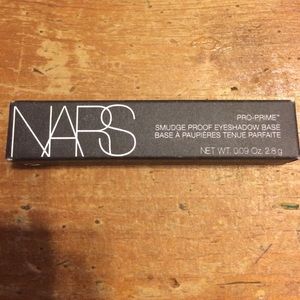 NARS
PRO-PRIME™
SMUDGE PROOF EYESHADOW BASE
BASE À PAUPIÈRES TENUE PARFAITE
NET WT. 0.09 Oz. 2.8 g